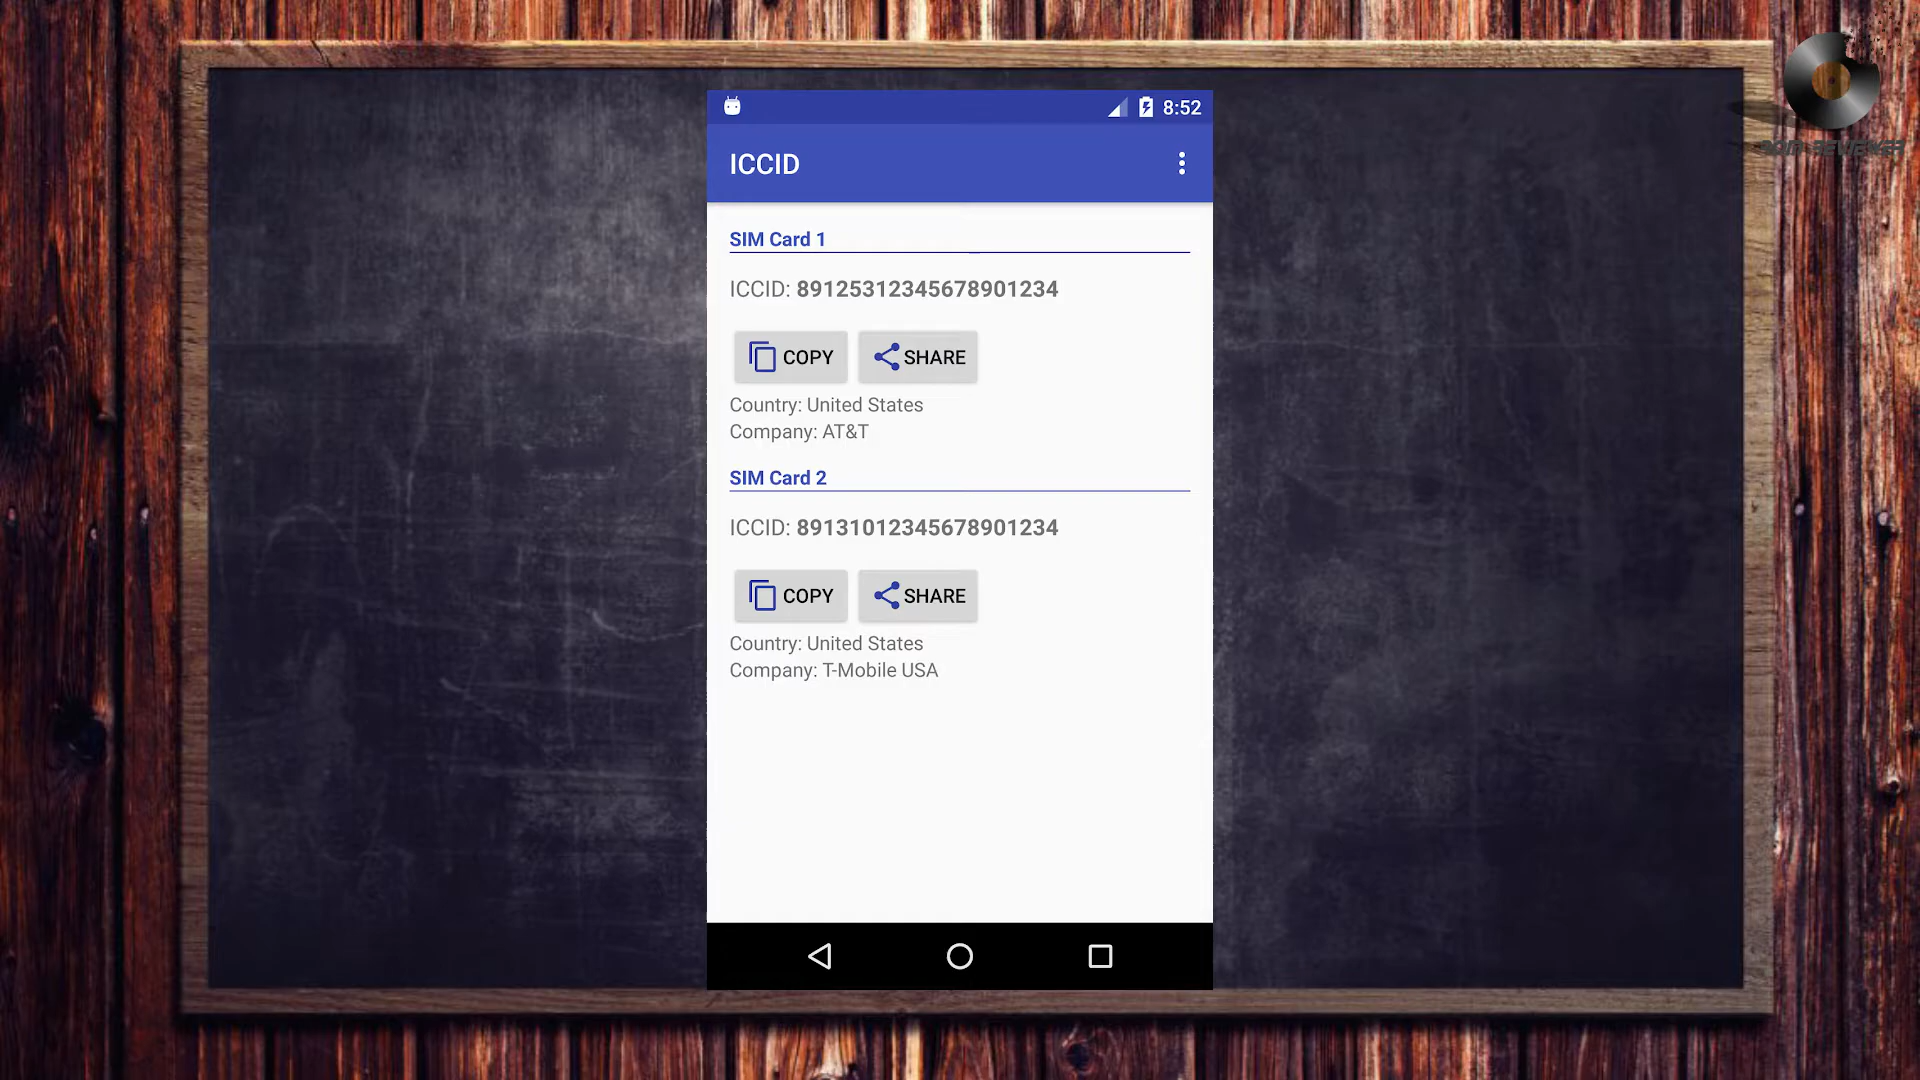 8:52
ICCID
SIM Card 1
ICCID: 89125312345678901234
COPY SHARE
Country: United States
Company: AT&T
SIM Card 2
ICCID: 89131012345678901234
COPY SHARE
Country: United States
Company: T-Mobile USA